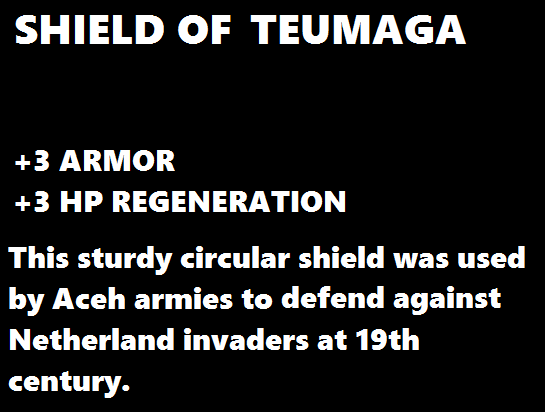 SHIELD OF TEUMAGA
+3 ARMOR
+3 HP REGENERATION
This sturdy circular shield was used
by Aceh armies to defend against
Netherland invaders at 19th
century.